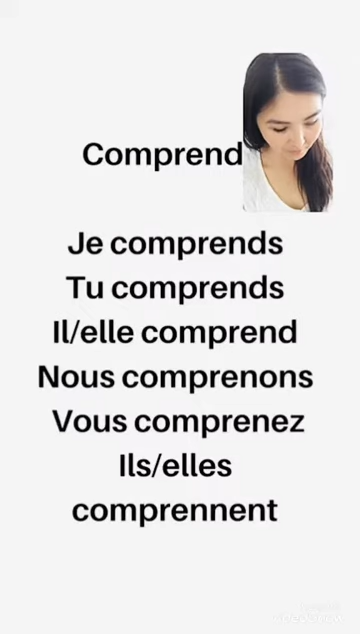 Comprend
Je comprends
Tu comprends
Il/elle comprend
Nous comprenons
Vous comprenez
Ils/elles
comprennent